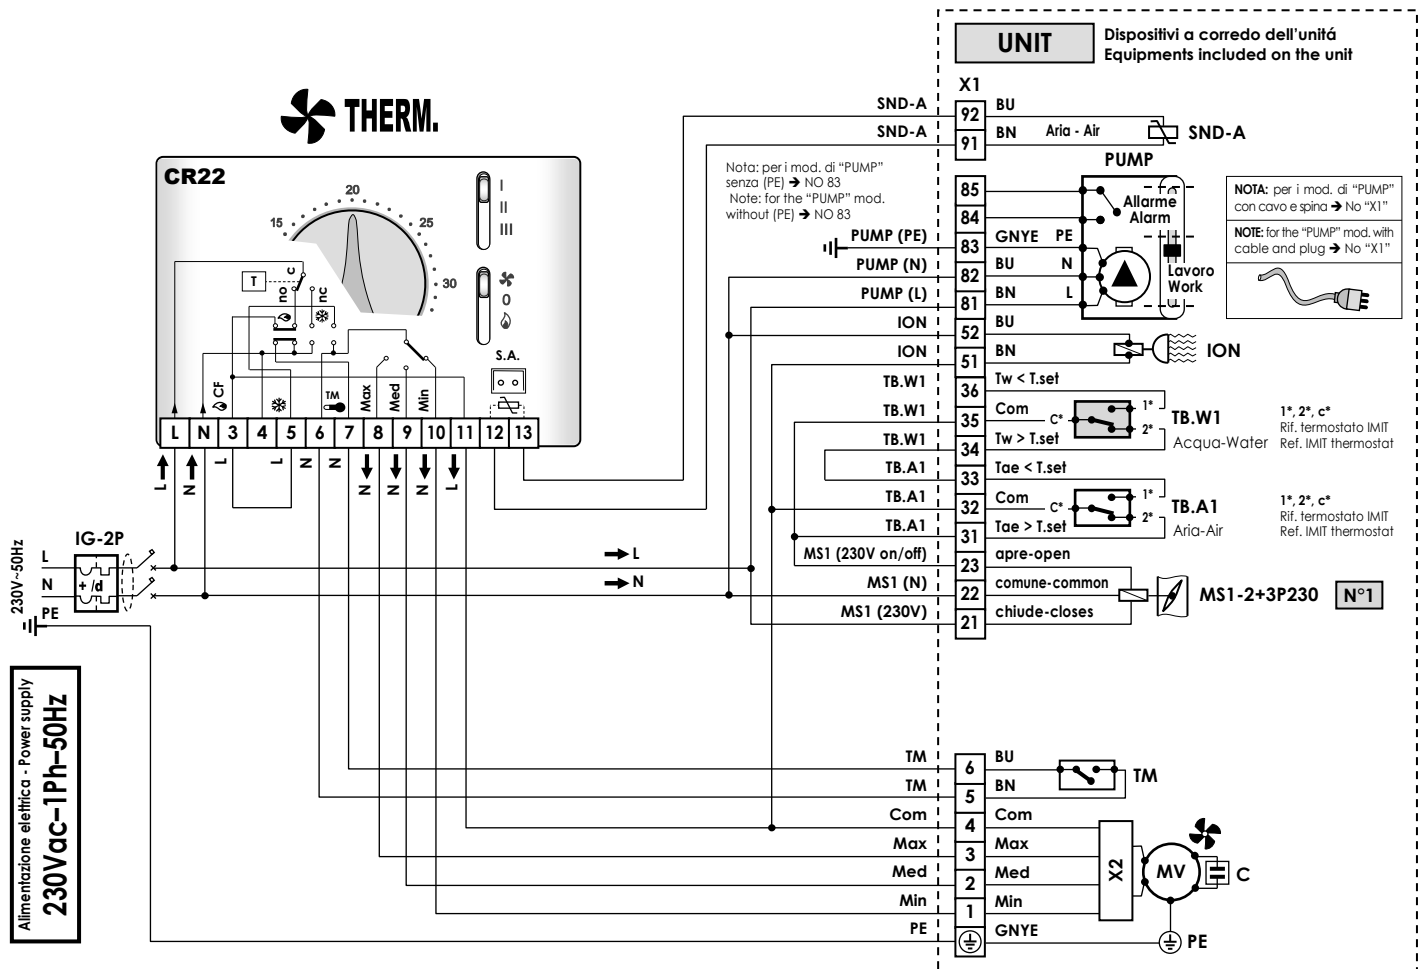 UNIT
Dispositivi a corredo dell'unitá
Equipments included on the unit
X1
THERM.
CR22
15
20
25
30
I
II
III
0
S.A.
T
c
no
nc
CF
TM
Max
Med
Min
L
N
3
4
5
6
7
8
9
10
11
12
13
L
N
L
L
N
N
N
N
N
L
Nota: per i mod. di "PUMP"
senza (PE) ➔ NO 83
Note: for the "PUMP" mod.
without (PE) ➔ NO 83
SND-A 92 BU
SND-A 91 BN
Aria - Air
SND-A
PUMP
85
84
Allarme
Alarm
PUMP (PE) 83 GNYE PE
PUMP (N) 82 BU N
PUMP (L) 81 BN L
Lavoro
Work
NOTA: per i mod. di "PUMP"
con cavo e spina ➔ No "X1"
NOTE: for the "PUMP" mod. with
cable and plug ➔ No "X1"
ION 52 BU
ION 51 BN
ION
TB.W1 36 Tw < T.set
TB.W1 35 Com
TB.W1 34 Tw > T.set
C* 1* 2*
TB.W1
Acqua-Water
1*, 2*, c*
Rif. termostato IMIT
Ref. IMIT thermostat
TB.A1 33 Tae < T.set
TB.A1 32 Com
TB.A1 31 Tae > T.set
C* 1* 2*
TB.A1
Aria-Air
1*, 2*, c*
Rif. termostato IMIT
Ref. IMIT thermostat
MS1 (230V on/off) 23 apre-open
MS1 (N) 22 comune-common
MS1 (230V) 21 chiude-closes
MS1-2+3P230
N°1
IG-2P
230V~50Hz
L
N
PE
+ /d
L
N
Alimentazione elettrica - Power supply
230Vac–1Ph–50Hz
TM 6 BU
TM 5 BN
TM
Com 4 Com
Max 3 Max
Med 2 Med
Min 1 Min
PE GNYE
X2
MV
C
PE